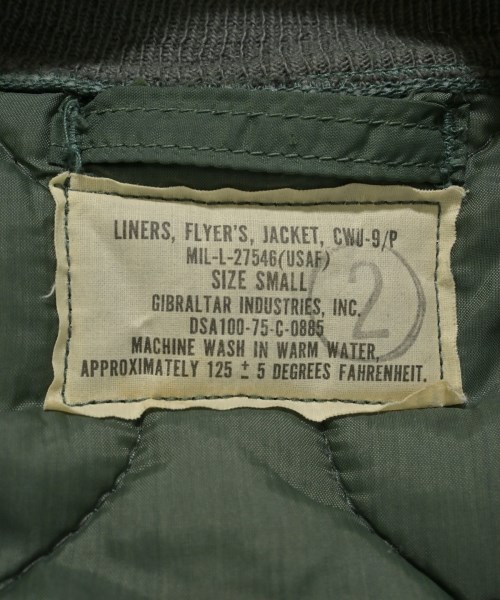 LINERS, FLYER'S, JACKET, CWU-9/P
MIL-L-27546(USAF)
SIZE SMALL
GIBRALTAR INDUSTRIES, INC.
DSA100-75-C-0885
MACHINE WASH IN WARM WATER,
APPROXIMATELY 125 ± 5 DEGREES FAHRENHEIT.
2